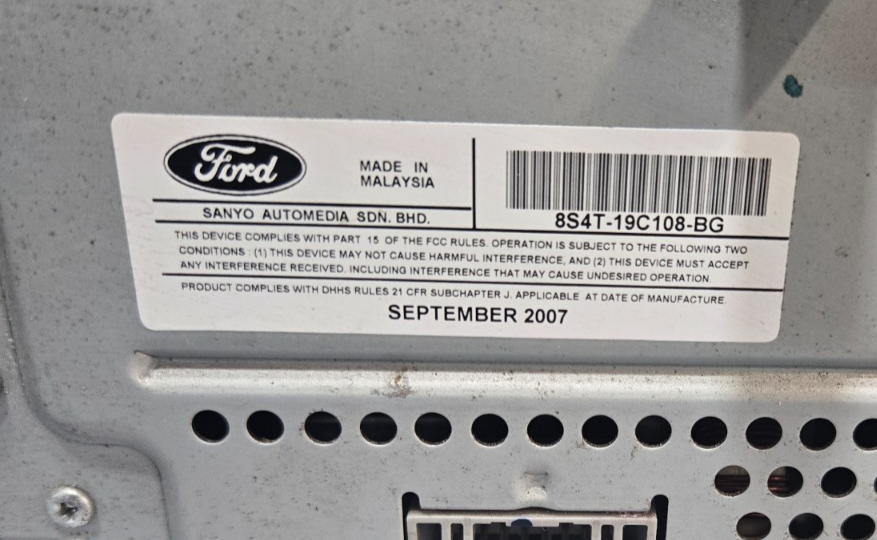 Ford
MADE IN
MALAYSIA
SANYO AUTOMEDIA SDN. BHD.
8S4T-19C108-BG
THIS DEVICE COMPLIES WITH PART 15 OF THE FCC RULES. OPERATION IS SUBJECT TO THE FOLLOWING TWO
CONDITIONS : (1) THIS DEVICE MAY NOT CAUSE HARMFUL INTERFERENCE, AND (2) THIS DEVICE MUST ACCEPT
ANY INTERFERENCE RECEIVED. INCLUDING INTERFERENCE THAT MAY CAUSE UNDESIRED OPERATION.
PRODUCT COMPLIES WITH DHHS RULES 21 CFR SUBCHAPTER J. APPLICABLE AT DATE OF MANUFACTURE.
SEPTEMBER 2007